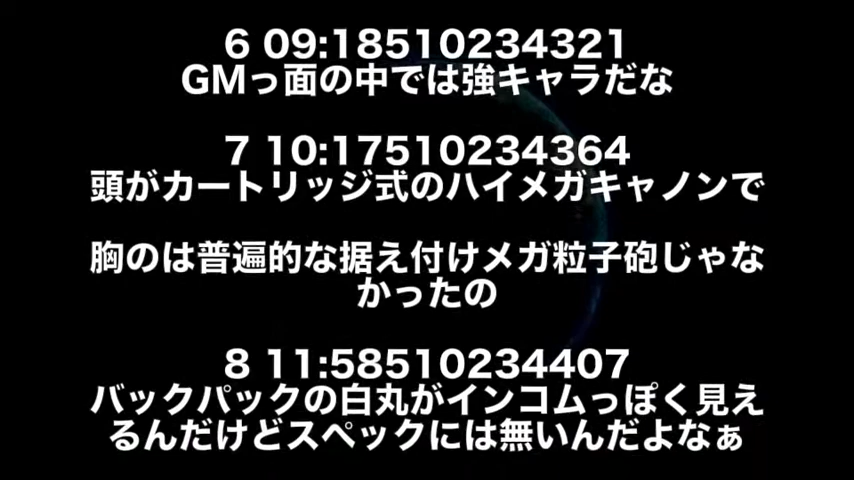 6 09:18510234321
GMっ面の中では強キャラだな
7 10:17510234364
頭がカートリッジ式のハイメガキャノンで
胸のは普遍的な据え付けメガ粒子砲じゃな
かったの
8 11:58510234407
バックパックの白丸がインコムっぽく見え
るんだけどスペックには無いんだよなぁ